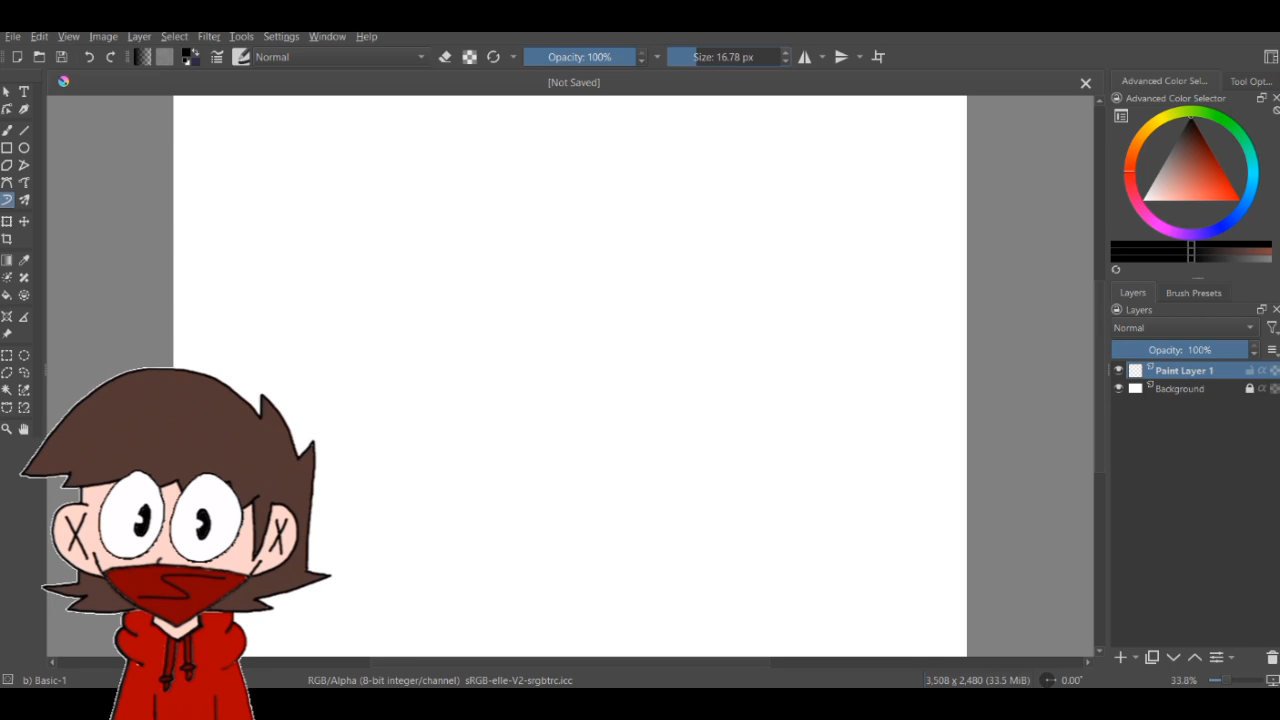 File Edit View Image Layer Select Filter Tools Settings Window Help
Normal Opacity: 100% Size: 16.78 px
[Not Saved]
Advanced Color Sel... Tool Opt...
Advanced Color Selector
Layers Brush Presets
Layers
Normal
Opacity: 100%
Paint Layer 1
Background
b) Basic-1 RGB/Alpha (8-bit integer/channel) sRGB-elle-V2-srgbtrc.icc 3,508 x 2,480 (33.5 MiB) 0.00° 33.8%